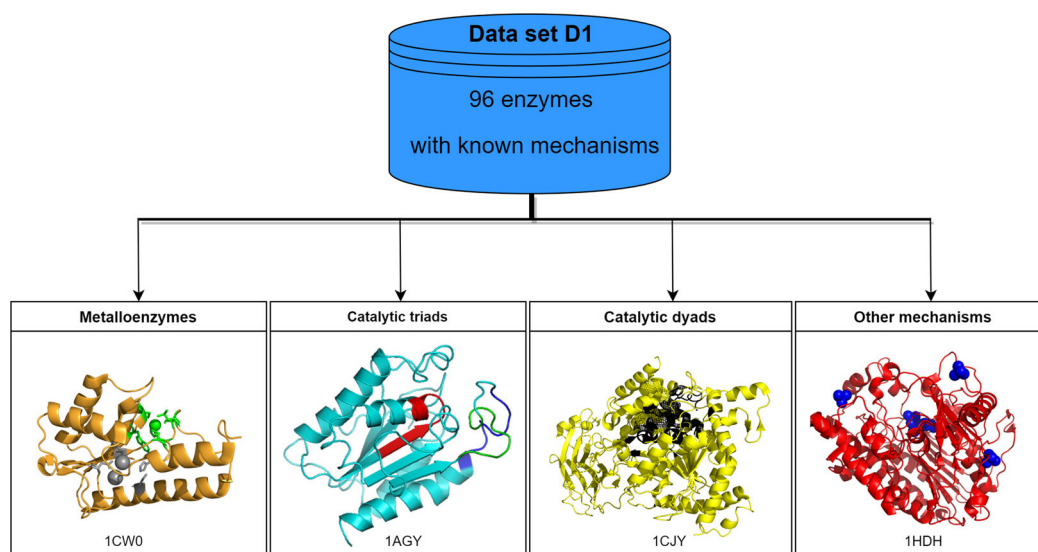 Data set D1
96 enzymes
with known mechanisms
Metalloenzymes
Catalytic triads
Catalytic dyads
Other mechanisms
1CW0
1AGY
1CJY
1HDH